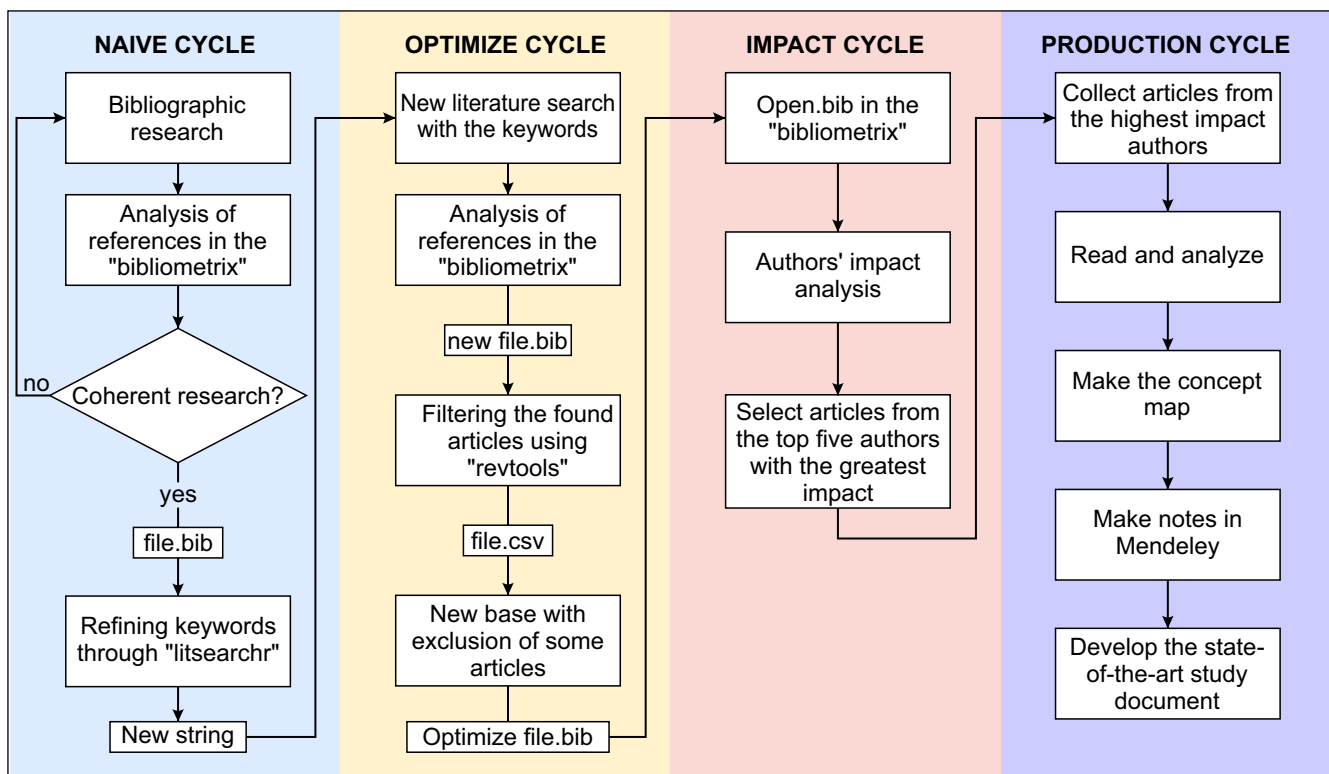 NAIVE CYCLE
Bibliographic
research
Analysis of
references in the
"bibliometrix"
Coherent research?
no
yes
file.bib
Refining keywords
through "litsearchr"
New string
OPTIMIZE CYCLE
New literature search
with the keywords
Analysis of
references in the
"bibliometrix"
new file.bib
Filtering the found
articles using
"revtools"
file.csv
New base with
exclusion of some
articles
Optimize file.bib
IMPACT CYCLE
Open.bib in the
"bibliometrix"
Authors' impact
analysis
Select articles from
the top five authors
with the greatest
impact
PRODUCTION CYCLE
Collect articles from
the highest impact
authors
Read and analyze
Make the concept
map
Make notes in
Mendeley
Develop the state-
of-the-art study
document